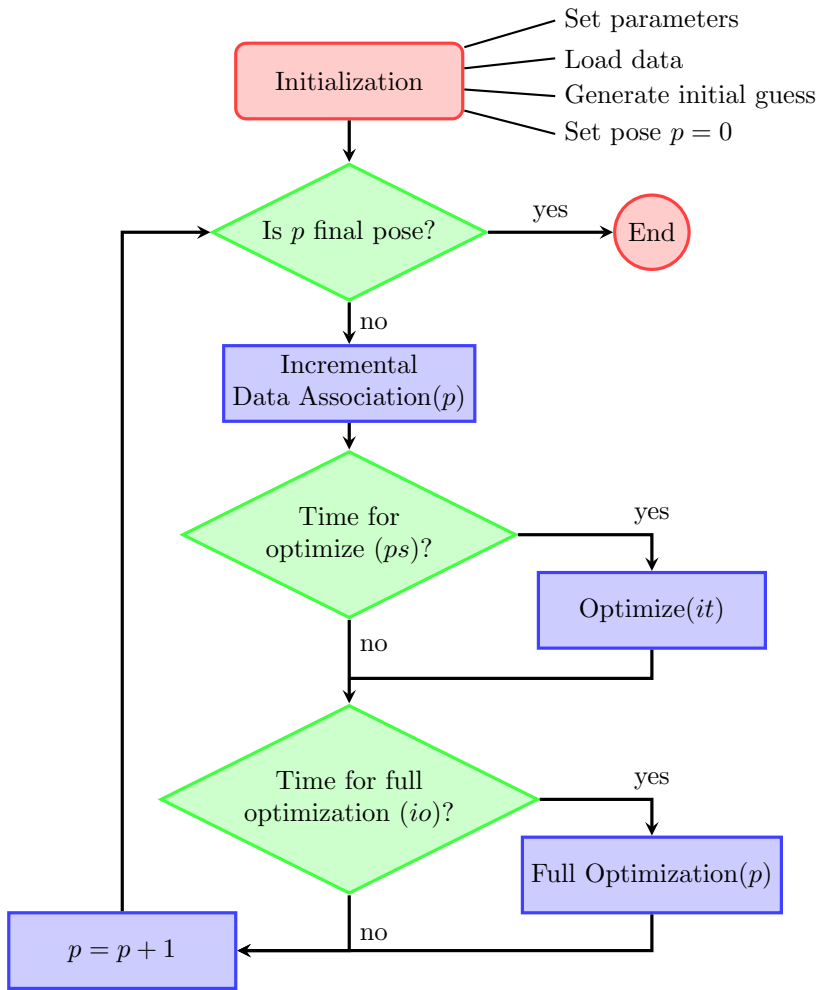 Set parameters
Load data
Initialization
Generate initial guess
Set pose p = 0
yes
Is p final pose?
End
no
Incremental
Data Association(p)
Time for
optimize (ps)?
yes
Optimize(it)
no
Time for full
optimization (io)?
yes
Full Optimization(p)
no
p = p + 1